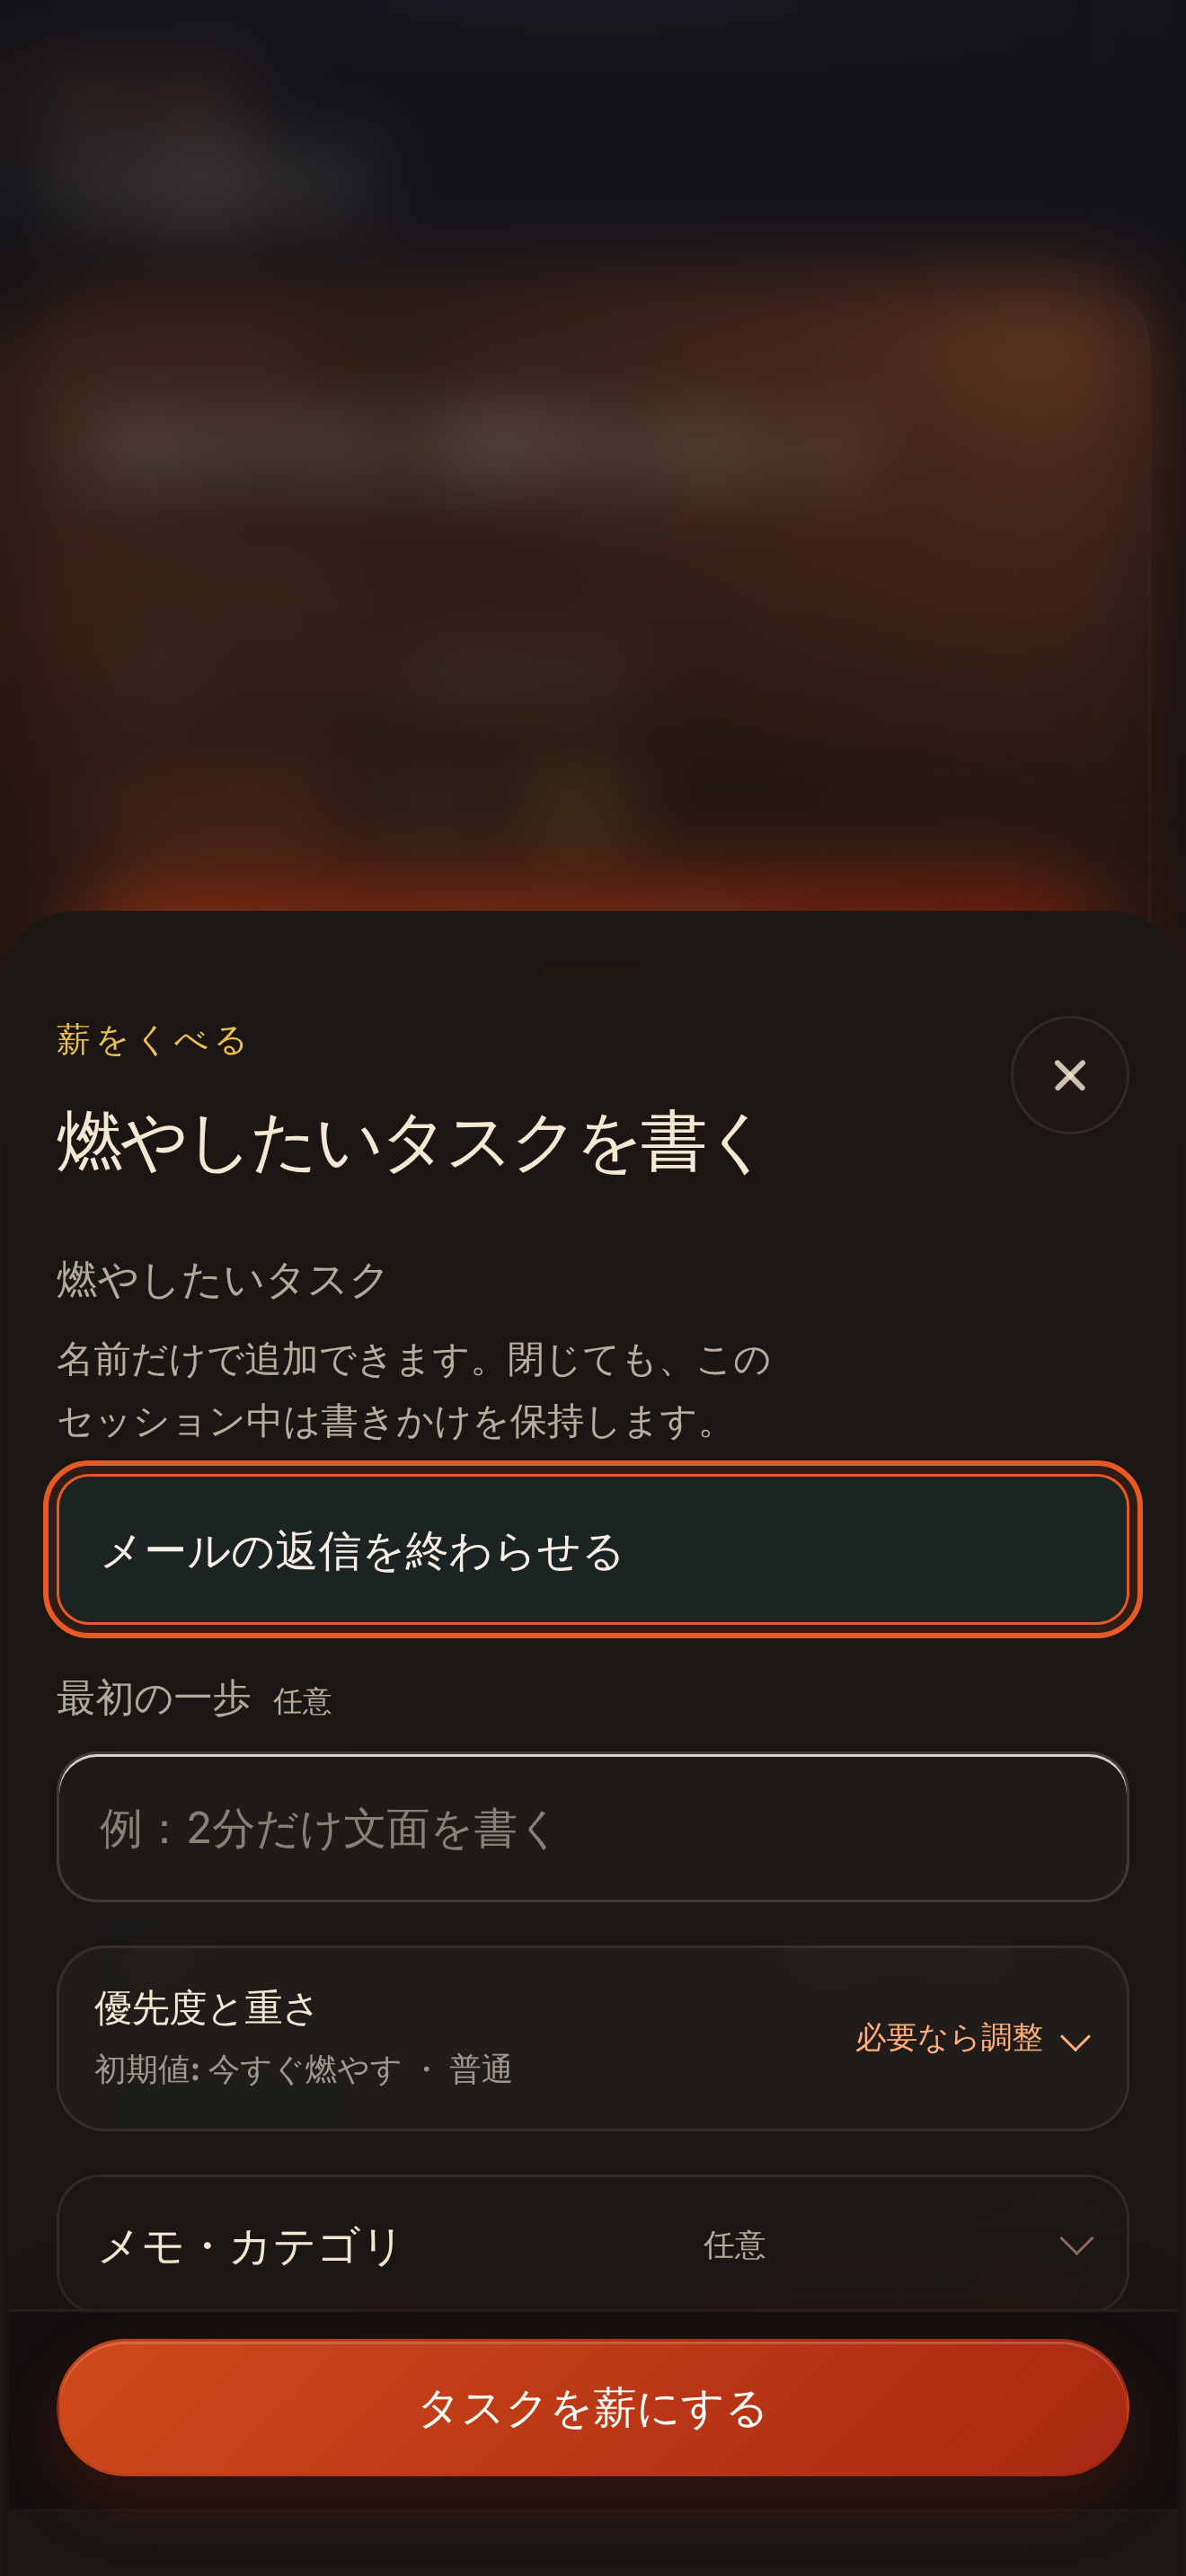 薪をくべる
燃やしたいタスクを書く
燃やしたいタスク
名前だけで追加できます。閉じても、この
セッション中は書きかけを保持します。
メールの返信を終わらせる
最初の一歩 任意
例：2分だけ文面を書く
優先度と重さ
初期値: 今すぐ燃やす ・ 普通
必要なら調整
メモ・カテゴリ 任意
タスクを薪にする